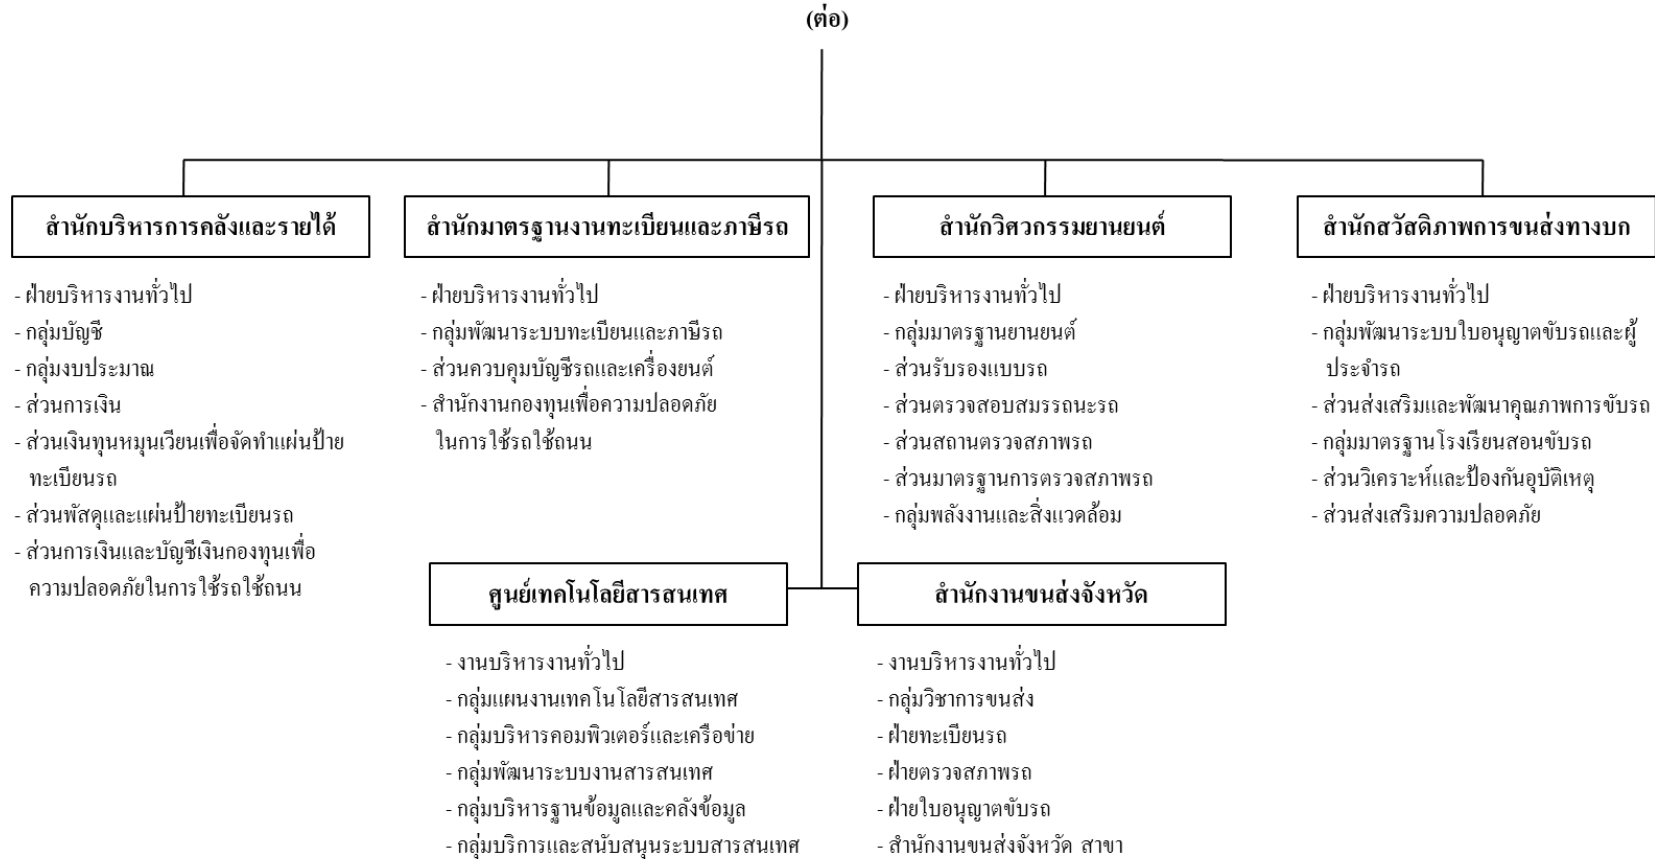 (ต่อ)
สำนักบริหารการคลังและรายได้
- ฝ่ายบริหารงานทั่วไป
- กลุ่มบัญชี
- กลุ่มงบประมาณ
- ส่วนการเงิน
- ส่วนเงินทุนหมุนเวียนเพื่อจัดทำแผ่นป้าย
ทะเบียนรถ
- ส่วนพัสดุและแผ่นป้ายทะเบียนรถ
- ส่วนการเงินและบัญชีเงินกองทุนเพื่อ
ความปลอดภัยในการใช้รถใช้ถนน
สำนักมาตรฐานงานทะเบียนและภาษีรถ
- ฝ่ายบริหารงานทั่วไป
- กลุ่มพัฒนาระบบทะเบียนและภาษีรถ
- ส่วนควบคุมบัญชีรถและเครื่องยนต์
- สำนักงานกองทุนเพื่อความปลอดภัย
ในการใช้รถใช้ถนน
สำนักวิศวกรรมยานยนต์
- ฝ่ายบริหารงานทั่วไป
- กลุ่มมาตรฐานยานยนต์
- ส่วนรับรองแบบรถ
- ส่วนตรวจสอบสมรรถนะรถ
- ส่วนสถานตรวจสภาพรถ
- ส่วนมาตรฐานการตรวจสภาพรถ
- กลุ่มพลังงานและสิ่งแวดล้อม
สำนักสวัสดิภาพการขนส่งทางบก
- ฝ่ายบริหารงานทั่วไป
- กลุ่มพัฒนาระบบใบอนุญาตขับรถและผู้
ประจำรถ
- ส่วนส่งเสริมและพัฒนาคุณภาพการขับรถ
- กลุ่มมาตรฐานโรงเรียนสอนขับรถ
- ส่วนวิเคราะห์และป้องกันอุบัติเหตุ
- ส่วนส่งเสริมความปลอดภัย
ศูนย์เทคโนโลยีสารสนเทศ
- งานบริหารงานทั่วไป
- กลุ่มแผนงานเทคโนโลยีสารสนเทศ
- กลุ่มบริหารคอมพิวเตอร์และเครือข่าย
- กลุ่มพัฒนาระบบงานสารสนเทศ
- กลุ่มบริหารฐานข้อมูลและคลังข้อมูล
- กลุ่มบริการและสนับสนุนระบบสารสนเทศ
สำนักงานขนส่งจังหวัด
- งานบริหารงานทั่วไป
- กลุ่มวิชาการขนส่ง
- ฝ่ายทะเบียนรถ
- ฝ่ายตรวจสภาพรถ
- ฝ่ายใบอนุญาตขับรถ
- สำนักงานขนส่งจังหวัด สาขา